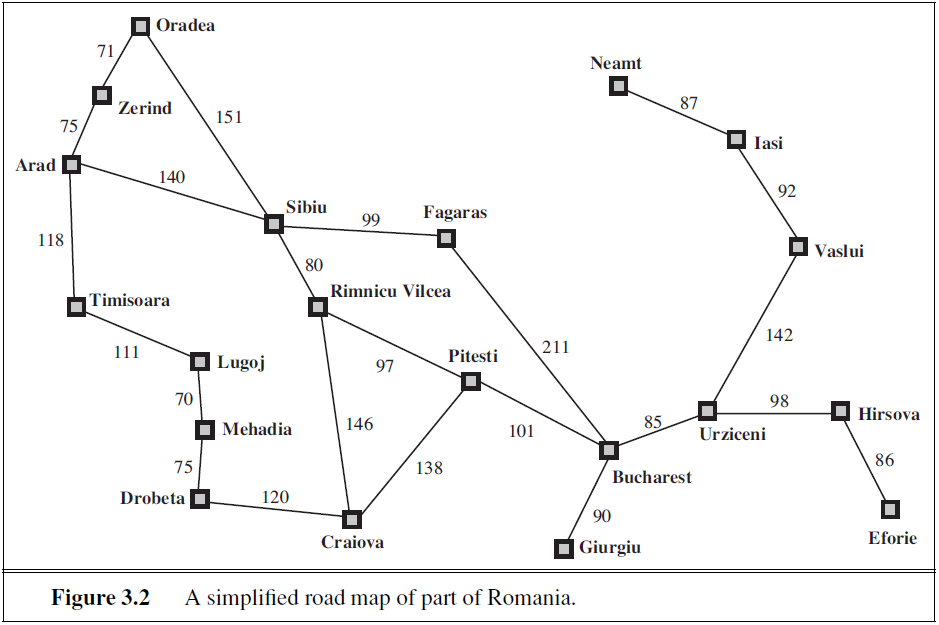 Oradea
71
Neamt
Zerind
87
151
75
Iasi
Arad
140
92
Sibiu
Fagaras
99
118
Vaslui
80
Timisoara
Rimnicu Vilcea
142
111
Lugoj
97
Pitesti
211
70
98
Hirsova
Mehadia
146
101
85
Urziceni
75
138
86
Bucharest
Drobeta
120
90
Craiova
Giurgiu
Eforie
Figure 3.2 A simplified road map of part of Romania.